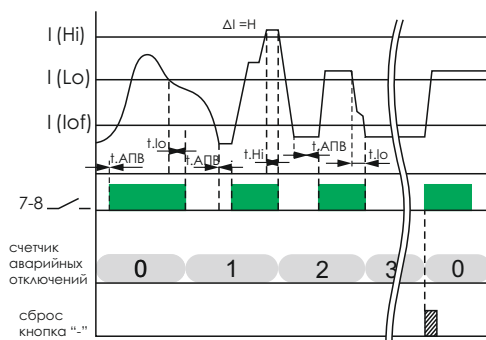 I (Hi)
ΔI =H
I (Lo)
I (Iof)
t.АПВ
t.lo
t.АПВ
t.Hi
t.АПВ
t.lo
7-8
счетчик
аварийных
отключений
0
1
2
3
0
сброс
кнопка “-”